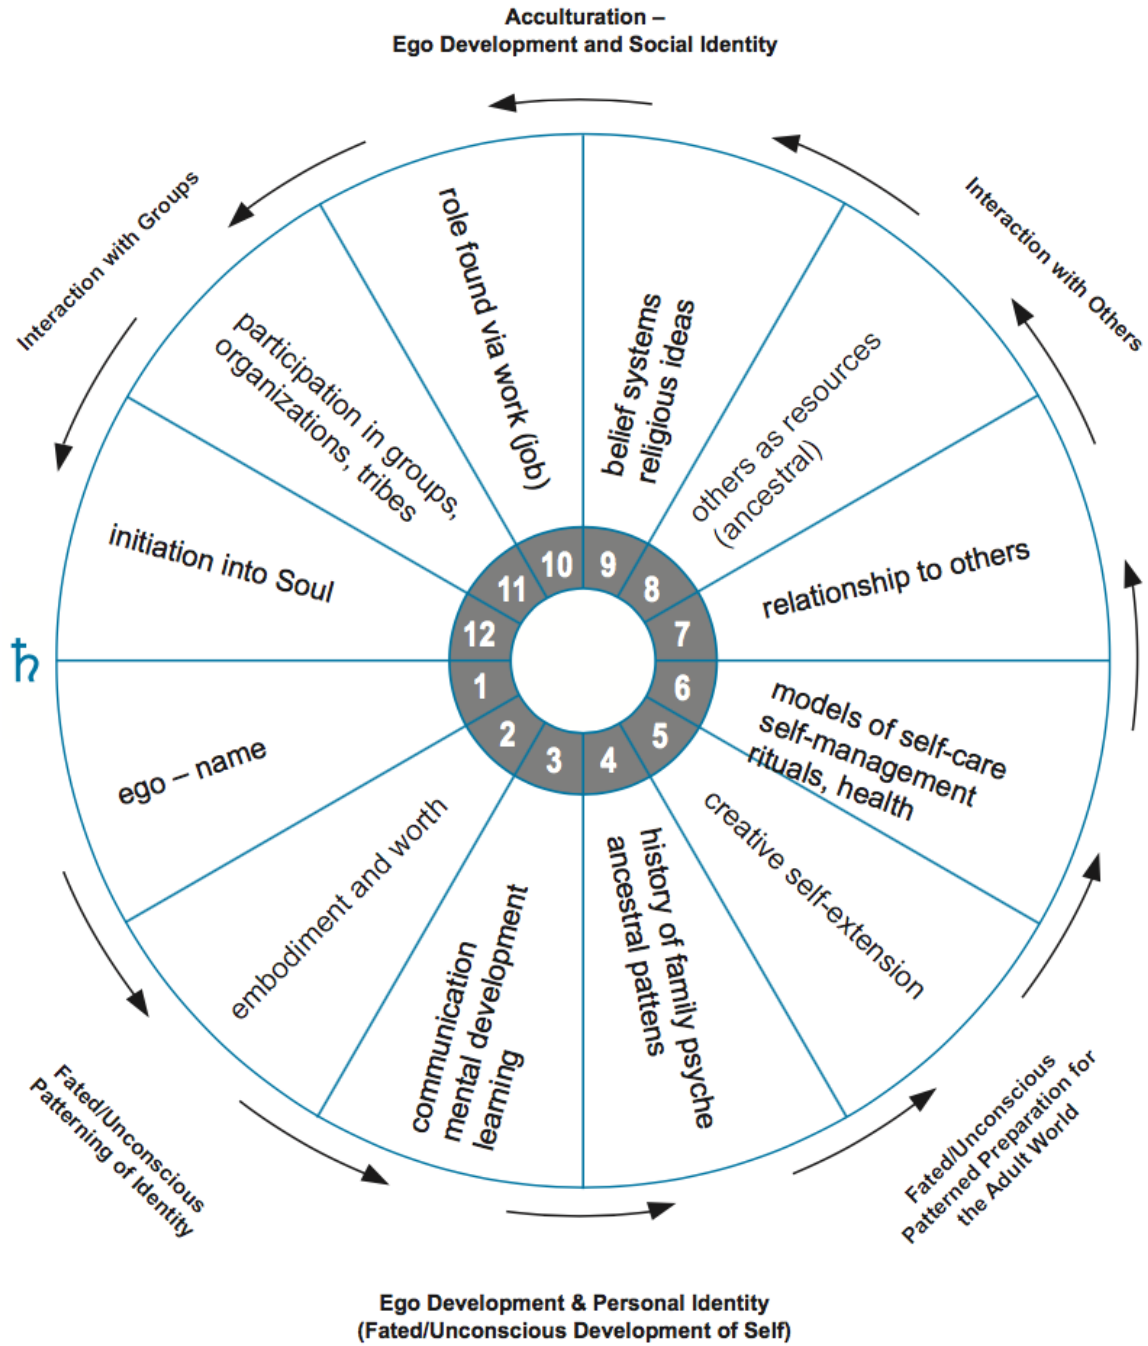 Acculturation –
Ego Development and Social Identity
Interaction with Groups
Interaction with Others
role found via work (job)
belief systems
religious ideas
participation in groups,
organizations, tribes
others as resources
(ancestral)
initiation into Soul
relationship to others
10
9
11
8
12
7
♄
1
6
2
5
3
4
ego – name
models of self-care
self-management
rituals, health
embodiment and worth
creative self-extension
communication
mental development
learning
history of family psyche
ancestral pattens
Fated/Unconscious
Patterning of Identity
Fated/Unconscious
Patterned Preparation for
the Adult World
Ego Development & Personal Identity
(Fated/Unconscious Development of Self)